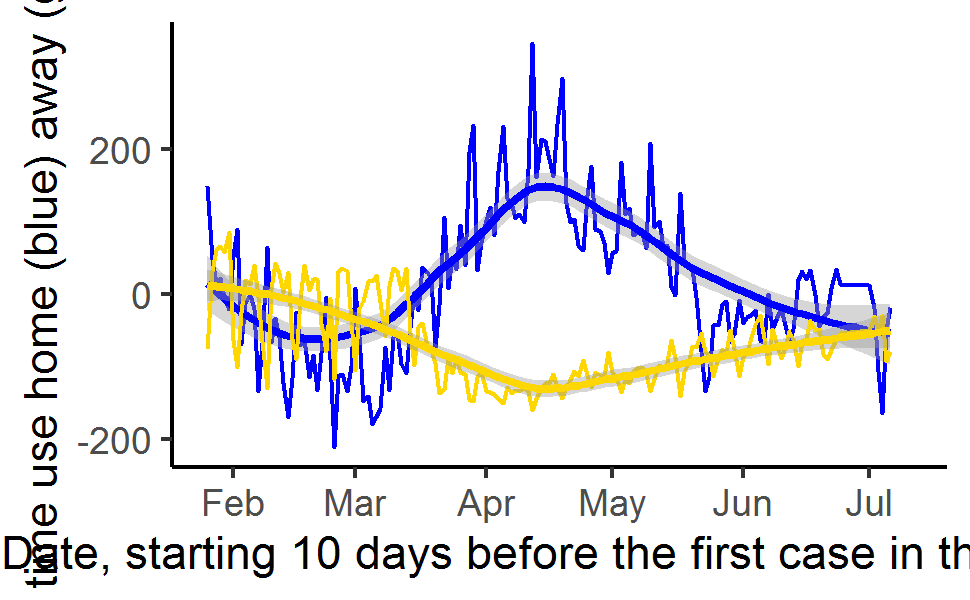 time use home (blue) away (
200
0
-200
Feb Mar Apr May Jun Jul
Date, starting 10 days before the first case in th